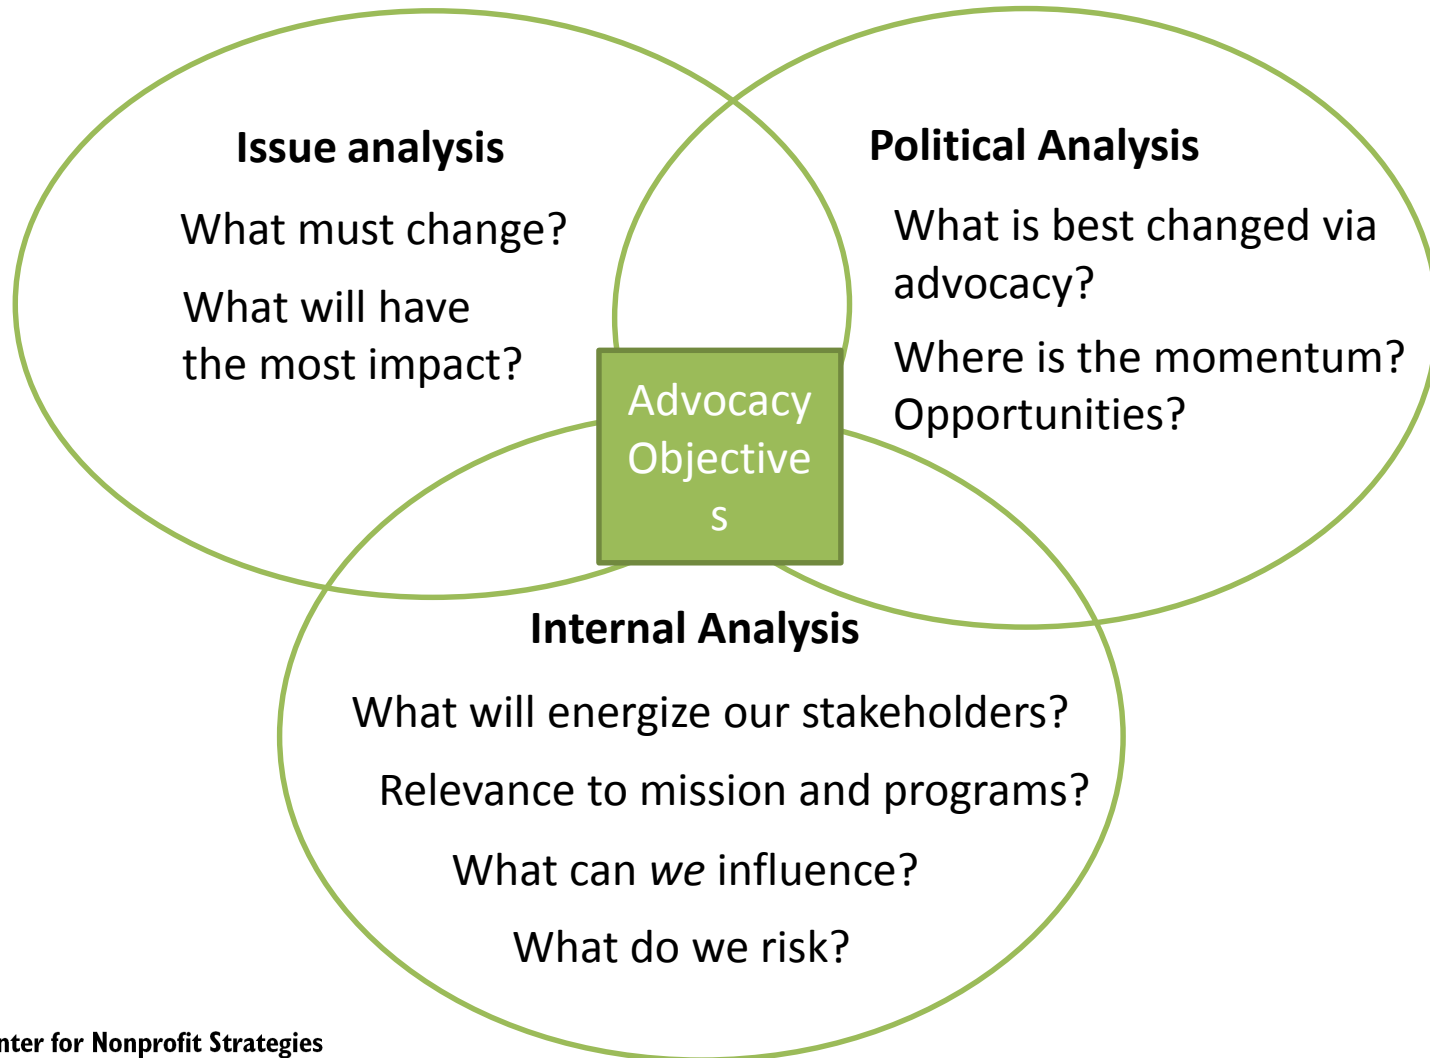 Issue analysis
What must change?
What will have
the most impact?
Political Analysis
What is best changed via
advocacy?
Where is the momentum?
Opportunities?
Advocacy
Objective
s
Internal Analysis
What will energize our stakeholders?
Relevance to mission and programs?
What can we influence?
What do we risk?
nter for Nonprofit Strategies